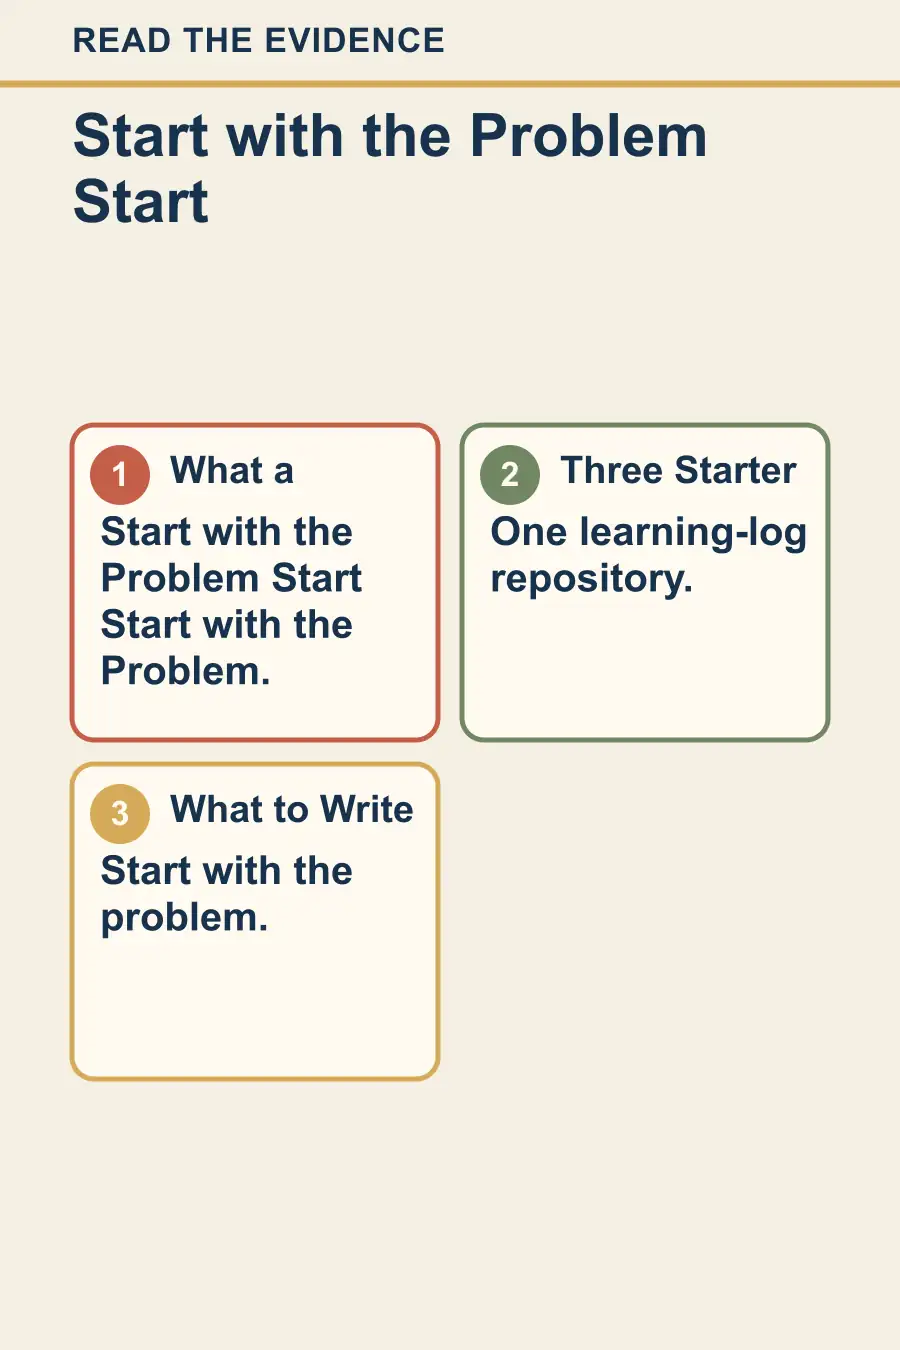 READ THE EVIDENCE
Start with the Problem
Start
1 What a
Start with the
Problem Start
Start with the
Problem.
2 Three Starter
One learning-log
repository.
3 What to Write
Start with the
problem.